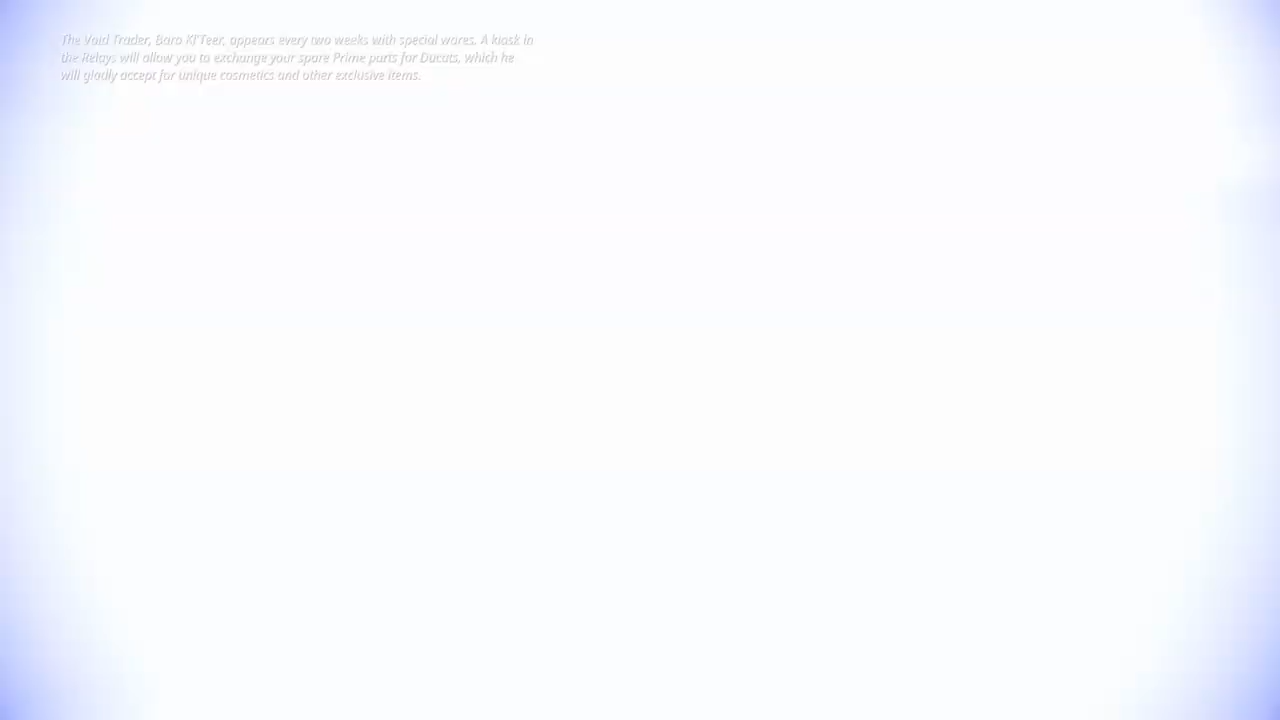 The Void Trader, Baro Ki'Teer, appears every two weeks with special wares. A kiosk in
the Relays will allow you to exchange your spare Prime parts for Ducats, which he
will gladly accept for unique cosmetics and other exclusive items.